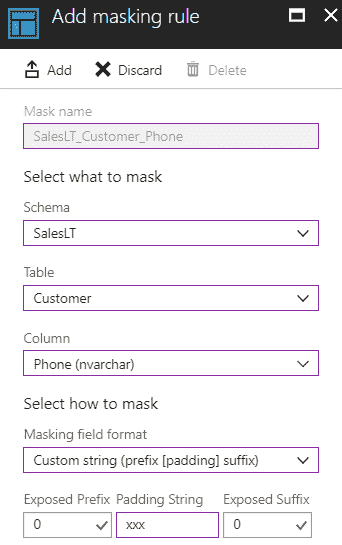 Add masking rule
Add Discard Delete
Mask name
SalesLT_Customer_Phone
Select what to mask
Schema
SalesLT
Table
Customer
Column
Phone (nvarchar)
Select how to mask
Masking field format
Custom string (prefix [padding] suffix)
Exposed Prefix Padding String Exposed Suffix
0 xxx 0